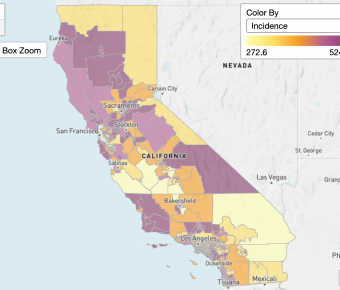 Color By
Incidence
272.6
524
Box Zoom
Eureka
NEVADA
Carson City
Sacramento
Stockton
San Francisco
Salinas
CALIFORNIA
Cedar City
St. George
Las Vegas
Bakersfield
Los Angeles
Oceanside
Tijuana
Mexicali